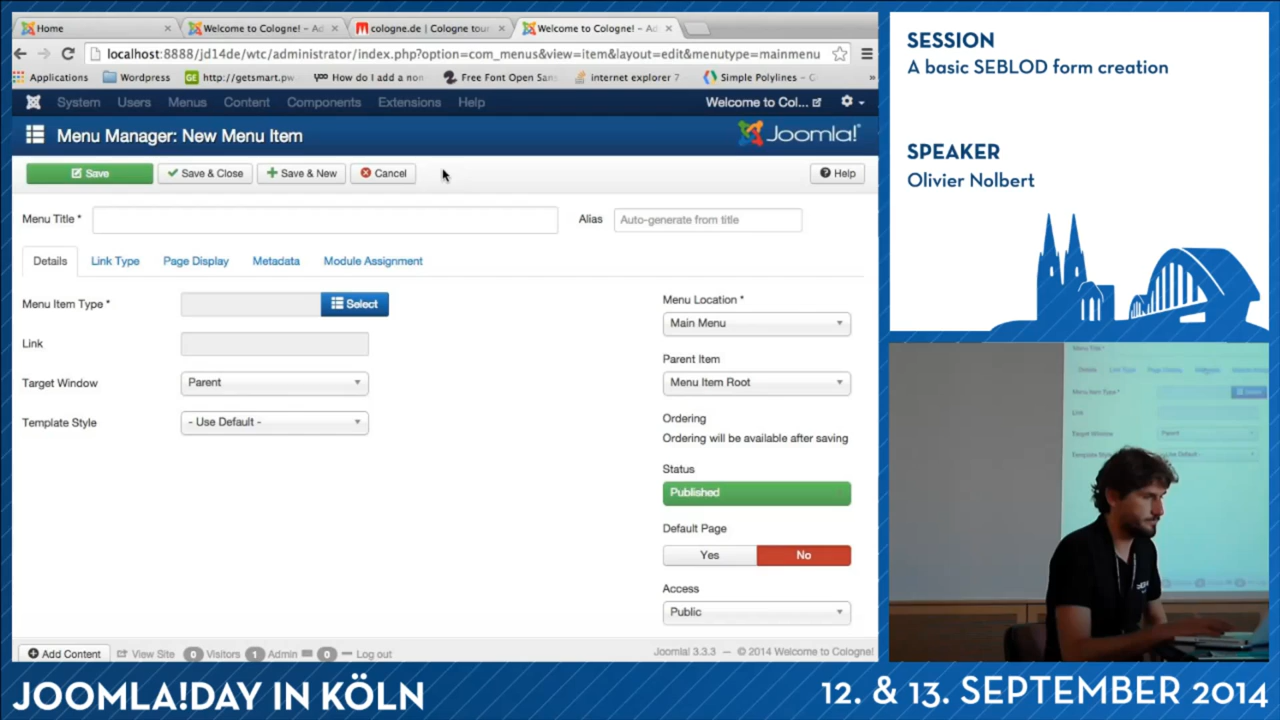 Home
Welcome to Cologne! - Ad
cologne.de | Cologne tour
Welcome to Cologne! - Ad
localhost:8888/jd14de/wtc/administrator/index.php?option=com_menus&view=item&layout=edit&menutype=mainmenu
Applications
Wordpress
http://getsmart.pw
How do I add a non
Free Font Open Sans
internet explorer 7
Simple Polylines - G
»
System Users Menus Content Components Extensions Help
Welcome to Col...
Menu Manager: New Menu Item
Joomla!
Save
Save & Close
Save & New
Cancel
Help
Menu Title *
Alias
Auto-generate from title
Details
Link Type
Page Display
Metadata
Module Assignment
Menu Item Type *
Select
Link
Target Window
Parent
Template Style
- Use Default -
Menu Location *
Main Menu
Parent Item
Menu Item Root
Ordering
Ordering will be available after saving
Status
Published
Default Page
Yes
No
Access
Public
Add Content
View Site
0 Visitors
1 Admin
0
Log out
Joomla! 3.3.3 — © 2014 Welcome to Cologne!
SESSION
A basic SEBLOD form creation
SPEAKER
Olivier Nolbert
JOOMLA!DAY IN KÖLN
12. & 13. SEPTEMBER 2014